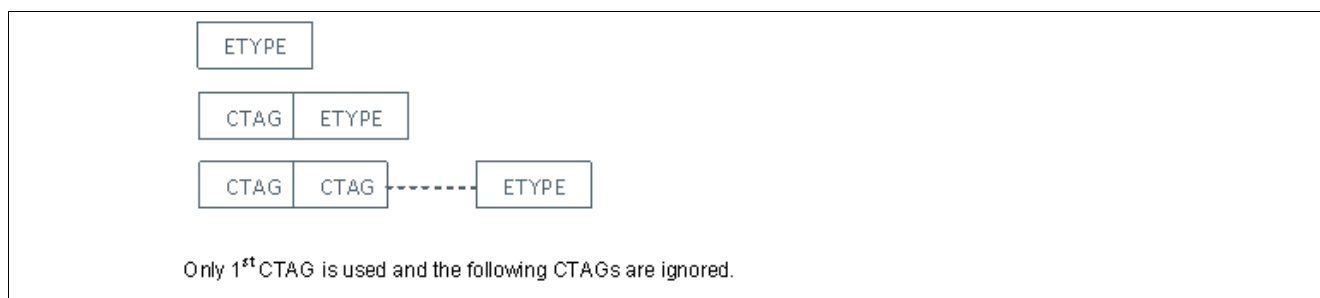 ETYPE
CTAG ETYPE
CTAG CTAG ETYPE
Only 1st CTAG is used and the following CTAGs are ignored.